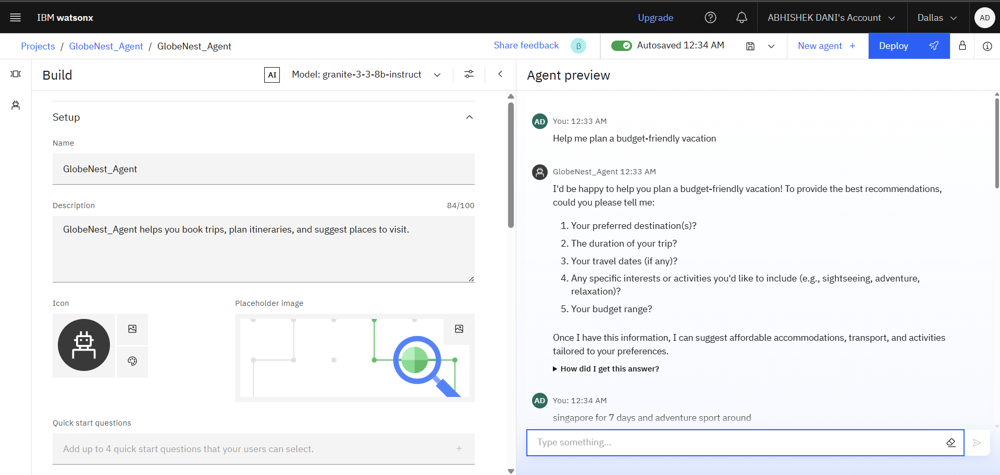 IBM watsonx
Upgrade
ABHISHEK DANI's Account
Dallas
AD
Projects / GlobeNest_Agent / GlobeNest_Agent
Share feedback
β
Autosaved 12:34 AM
New agent +
Deploy
Build
AI
Model: granite-3-3-8b-instruct
Agent preview
Setup
Name
GlobeNest_Agent
Description
84/100
GlobeNest_Agent helps you book trips, plan itineraries, and suggest places to visit.
Icon
Placeholder image
Quick start questions
Add up to 4 quick start questions that your users can select.
AD
You: 12:33 AM
Help me plan a budget-friendly vacation
GlobeNest_Agent 12:33 AM
I'd be happy to help you plan a budget-friendly vacation! To provide the best recommendations,
could you please tell me:
1. Your preferred destination(s)?
2. The duration of your trip?
3. Your travel dates (if any)?
4. Any specific interests or activities you'd like to include (e.g., sightseeing, adventure,
relaxation)?
5. Your budget range?
Once I have this information, I can suggest affordable accommodations, transport, and activities
tailored to your preferences.
How did I get this answer?
AD
You: 12:34 AM
singapore for 7 days and adventure sport around
Type something...